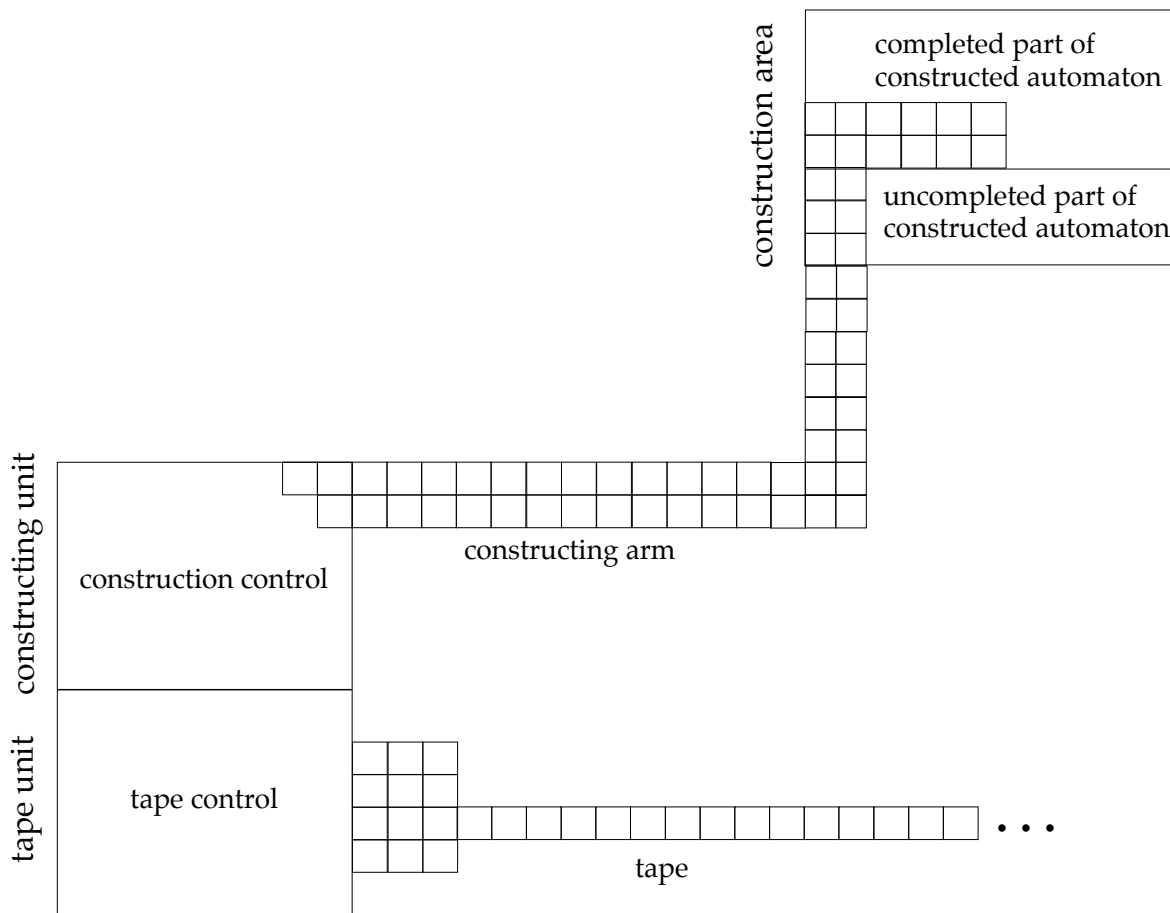 construction area
completed part of
constructed automaton
uncompleted part of
constructed automaton
constructing unit
constructing arm
construction control
tape unit
tape control
tape